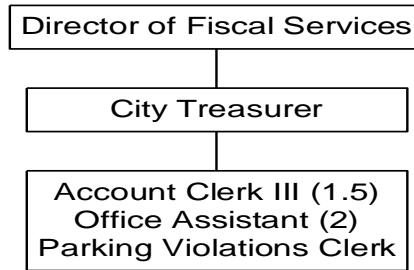 Director of Fiscal Services
City Treasurer
Account Clerk III (1.5)
Office Assistant (2)
Parking Violations Clerk